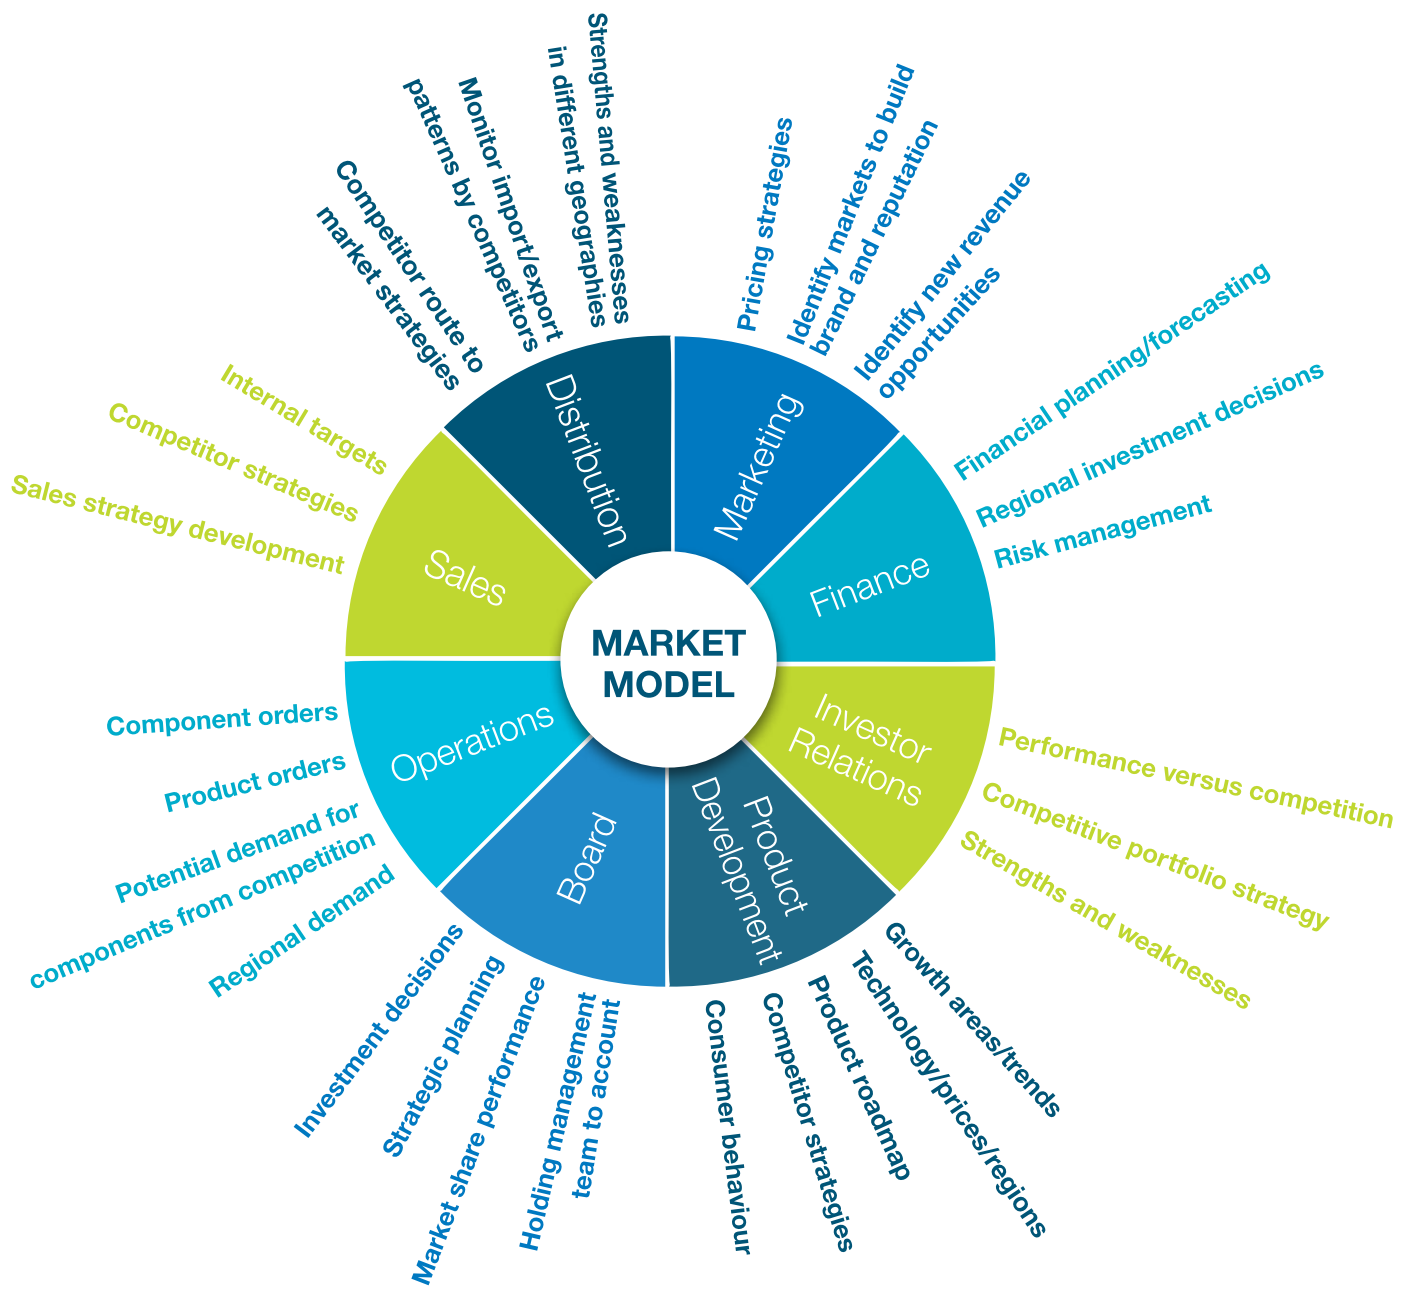 MARKET
MODEL
Marketing
Pricing strategies
Identify markets to build
brand and reputation
Identify new revenue
opportunities
Finance
Financial planning/forecasting
Regional investment decisions
Risk management
Investor
Relations
Performance versus competition
Competitive portfolio strategy
Strengths and weaknesses
Product
Development
Growth areas/trends
Technology/prices/regions
Product roadmap
Competitor strategies
Consumer behaviour
Board
Holding management
team to account
Market share performance
Strategic planning
Investment decisions
Operations
Regional demand
Potential demand for
components from competition
Product orders
Component orders
Sales
Sales strategy development
Competitor strategies
Internal targets
Distribution
Competitor route to
market strategies
Monitor import/export
patterns by competitors
Strengths and weaknesses
in different geographies